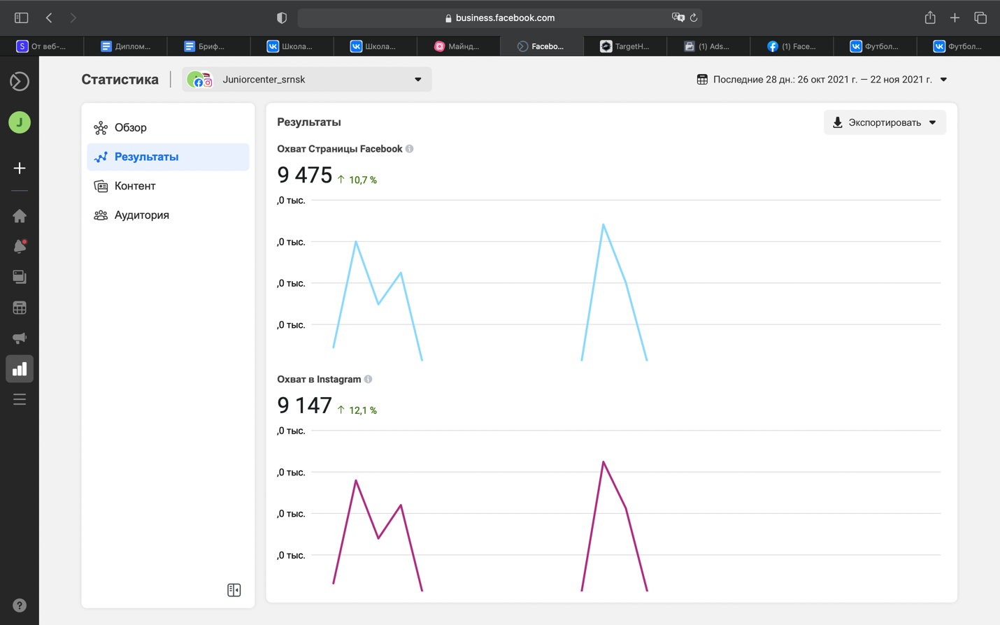 business.facebook.com
S От веб-...
Диплом...
Бриф...
Школа...
Школа...
Майнд...
Facebo...
TargetH...
(1) Ads...
(1) Face...
Футбол...
Футбол...
Статистика
Juniorcenter_srnsk
Последние 28 дн.: 26 окт 2021 г. — 22 ноя 2021 г.
J
Обзор
Результаты
Контент
Аудитория
Результаты
Экспортировать
Охват Страницы Facebook
9 475 ↑ 10,7 %
,0 тыс.
,0 тыс.
,0 тыс.
,0 тыс.
Охват в Instagram
9 147 ↑ 12,1 %
,0 тыс.
,0 тыс.
,0 тыс.
,0 тыс.